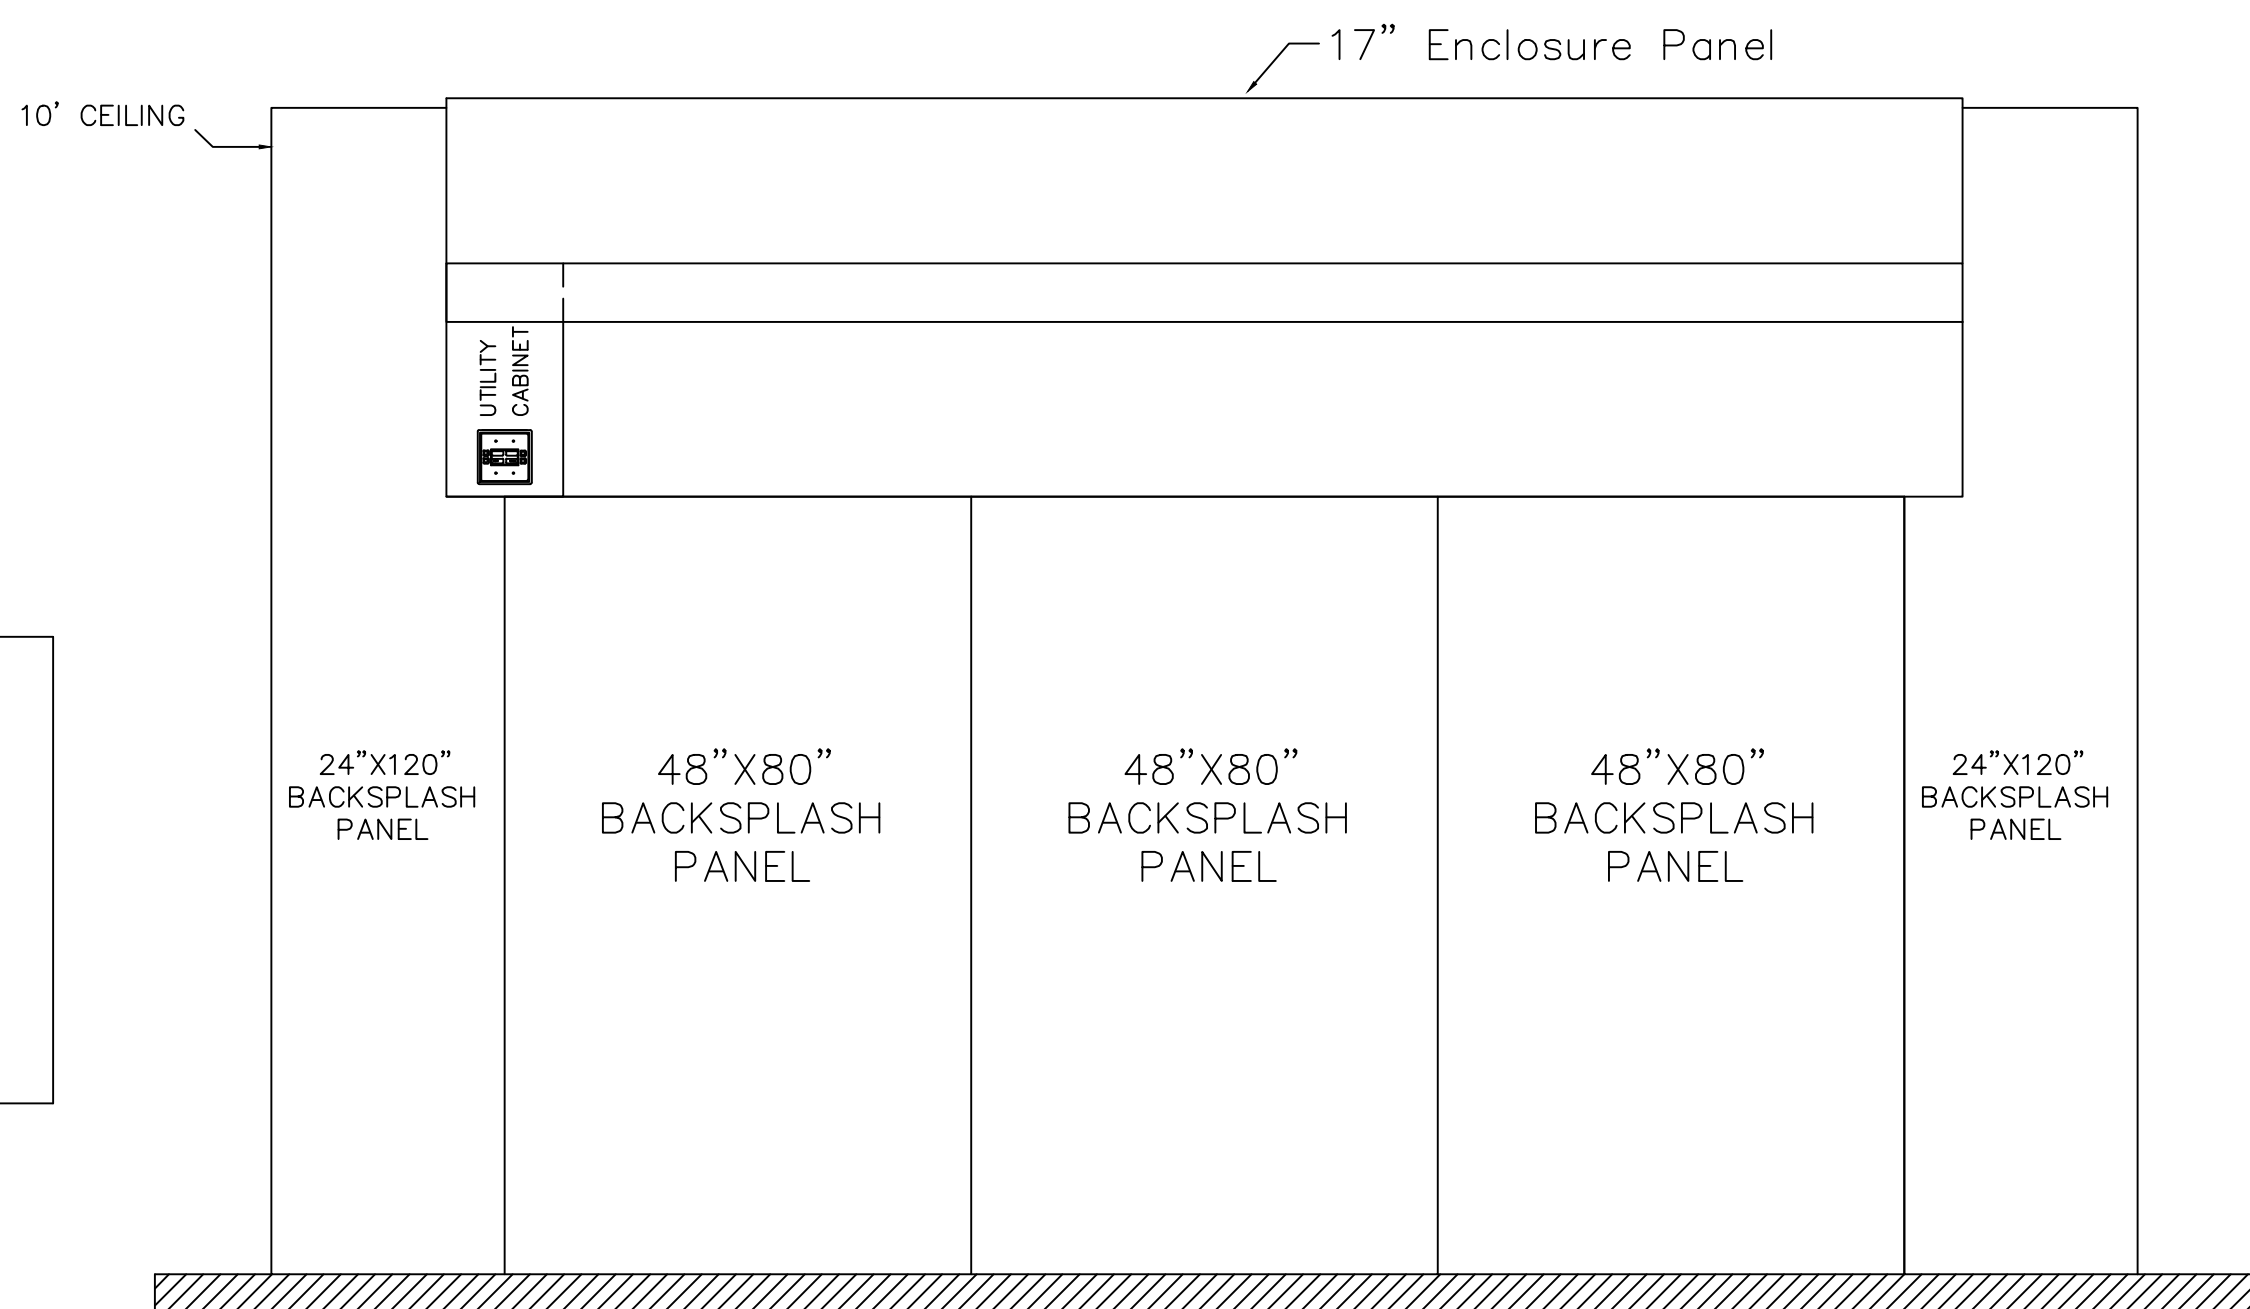 17” Enclosure Panel
10’ CEILING
UTILITY
CABINET
24”X120”
BACKSPLASH
PANEL
48”X80”
BACKSPLASH
PANEL
48”X80”
BACKSPLASH
PANEL
48”X80”
BACKSPLASH
PANEL
24”X120”
BACKSPLASH
PANEL